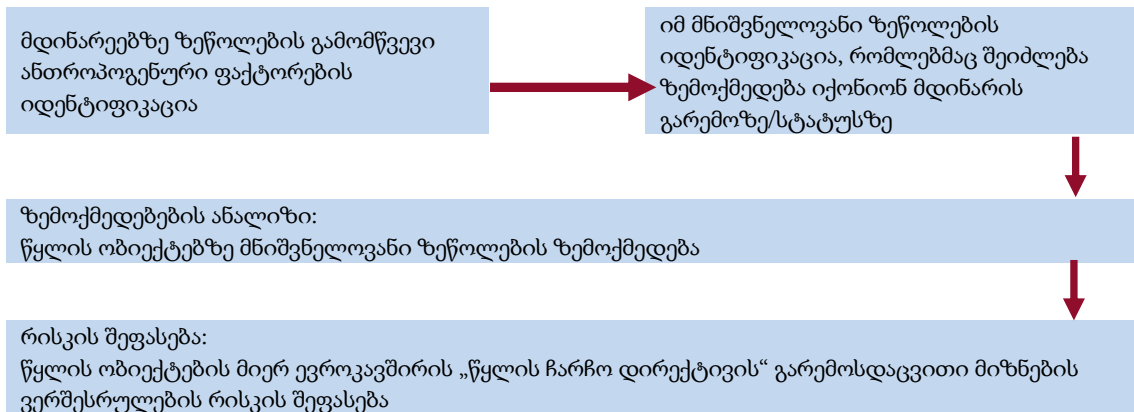 მდინარეებზე ზეწოლების გამომწვევი
ანთროპოგენური ფაქტორების
იდენტიფიკაცია
იმ მნიშვნელოვანი ზეწოლების
იდენტიფიკაცია, რომლებმაც შეიძლება
ზემოქმედება იქონიონ მდინარის
გარემოზე/სტატუსზე
ზემოქმედებების ანალიზი:
წყლის ობიექტებზე მნიშვნელოვანი ზეწოლების ზემოქმედება
რისკის შეფასება:
წყლის ობიექტების მიერ ევროკავშირის „წყლის ჩარჩო დირექტივის“ გარემოსდაცვითი მიზნების
ვერშესრულების რისკის შეფასება